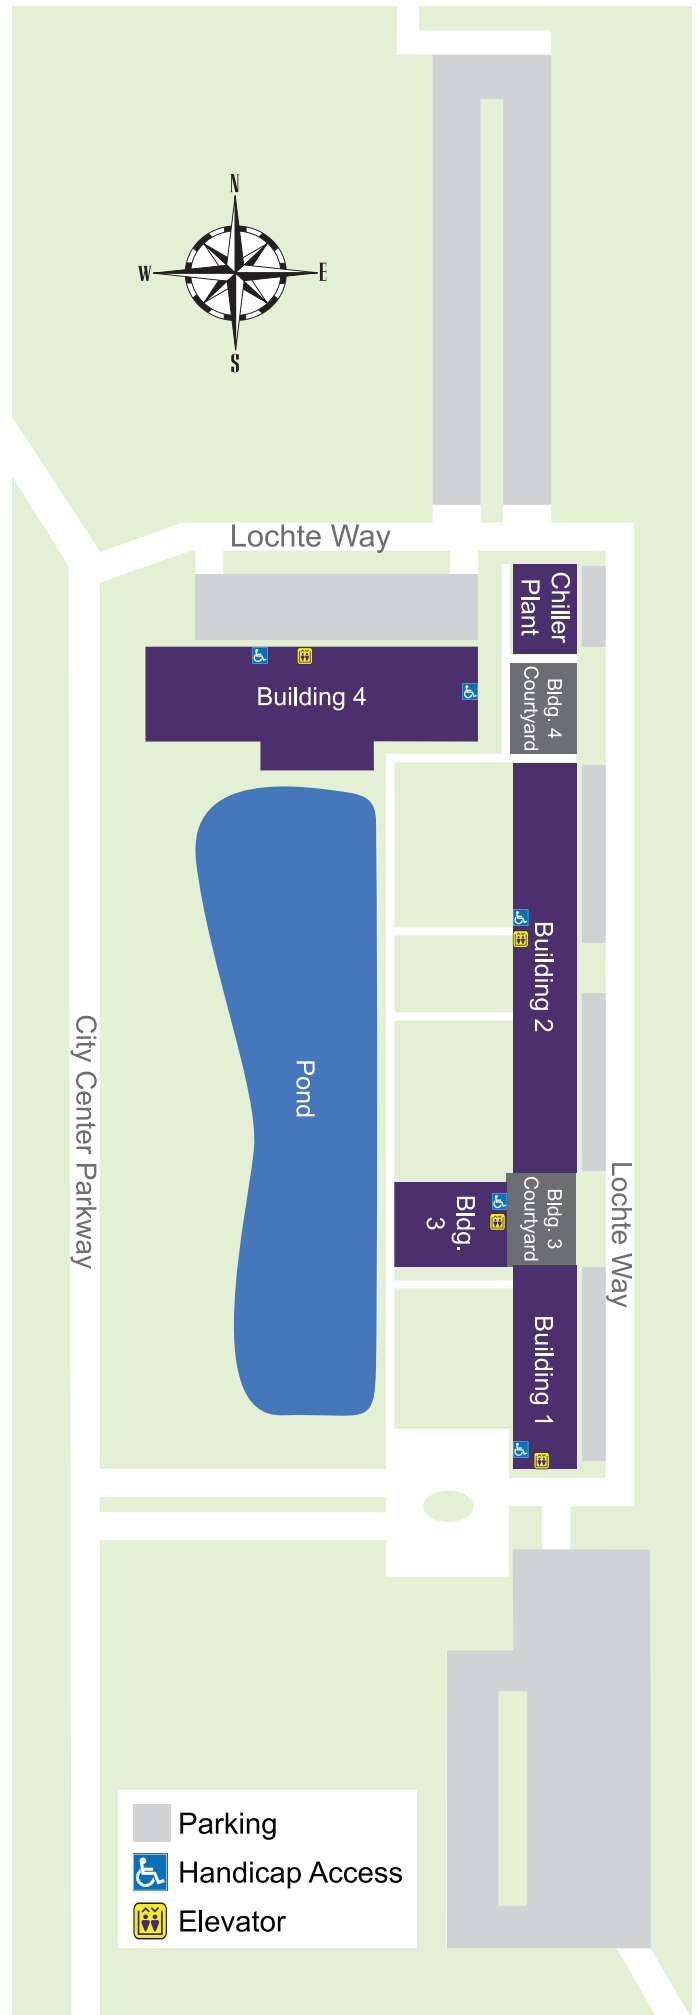 N
W
E
S
Lochte Way
Chiller
Plant
Building 4
Bldg. 4
Courtyard
Building 2
City Center Parkway
Pond
Lochte Way
Bldg.
3
Bldg. 3
Courtyard
Building 1
Parking
Handicap Access
Elevator